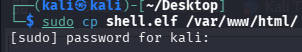 ┌──(kali㉿kali)-[~/Desktop]
└─$ sudo cp shell.elf /var/www/html/
[sudo] password for kali: